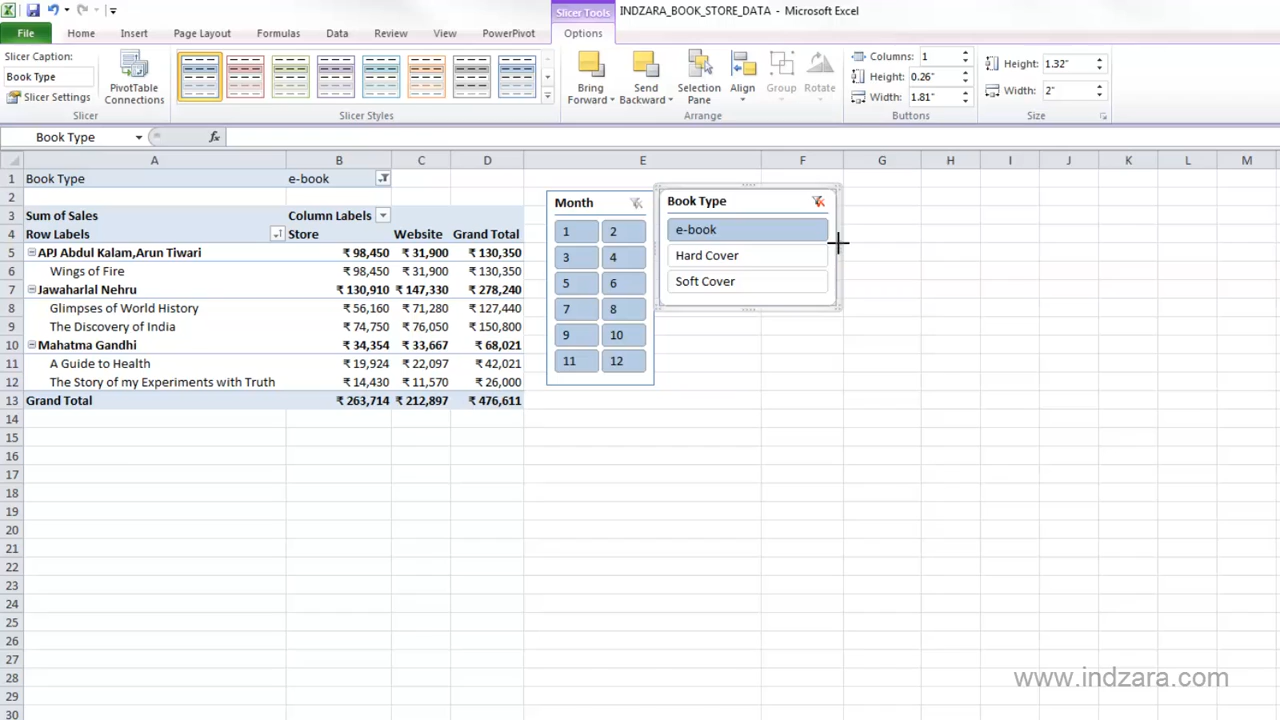 Slicer Tools
INDZARA_BOOK_STORE_DATA - Microsoft Excel
File Home Insert Page Layout Formulas Data Review View PowerPivot Options
Slicer Caption:
Book Type
Slicer Settings
PivotTable
Connections
Slicer
Slicer Styles
Bring
Forward
Send
Backward
Selection
Pane
Align
Group
Rotate
Arrange
Columns: 1
Height: 0.26"
Width: 1.81"
Buttons
Height: 1.32"
Width: 2"
Size
Book Type fx
A B C D E F G H I J K L M
1 Book Type e-book
2
3 Sum of Sales Column Labels
4 Row Labels Store Website Grand Total
5 APJ Abdul Kalam,Arun Tiwari ₹ 98,450 ₹ 31,900 ₹ 130,350
6 Wings of Fire ₹ 98,450 ₹ 31,900 ₹ 130,350
7 Jawaharlal Nehru ₹ 130,910 ₹ 147,330 ₹ 278,240
8 Glimpses of World History ₹ 56,160 ₹ 71,280 ₹ 127,440
9 The Discovery of India ₹ 74,750 ₹ 76,050 ₹ 150,800
10 Mahatma Gandhi ₹ 34,354 ₹ 33,667 ₹ 68,021
11 A Guide to Health ₹ 19,924 ₹ 22,097 ₹ 42,021
12 The Story of my Experiments with Truth ₹ 14,430 ₹ 11,570 ₹ 26,000
13 Grand Total ₹ 263,714 ₹ 212,897 ₹ 476,611
14
15
16
17
18
19
20
21
22
23
24
25
26
27
28
29
30
Month
1 2
3 4
5 6
7 8
9 10
11 12
Book Type
e-book
Hard Cover
Soft Cover
www.indzara.com